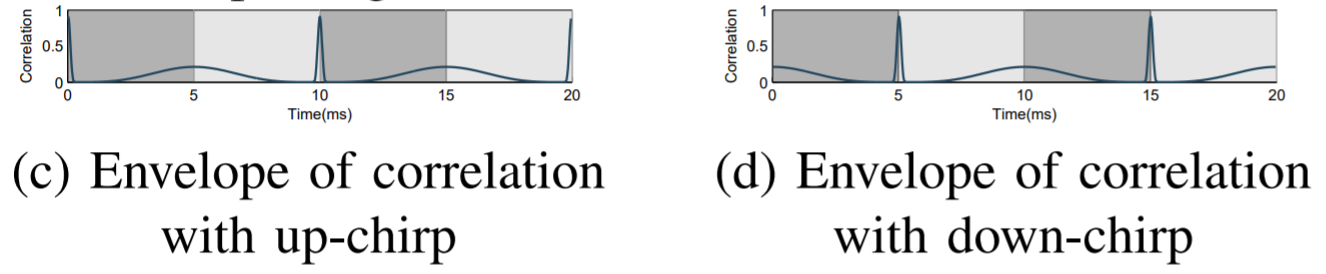 1
0.5
0
Correlation
0 5 10 15 20
Time(ms)
(c) Envelope of correlation
with up-chirp
1
0.5
0
Correlation
0 5 10 15 20
Time(ms)
(d) Envelope of correlation
with down-chirp